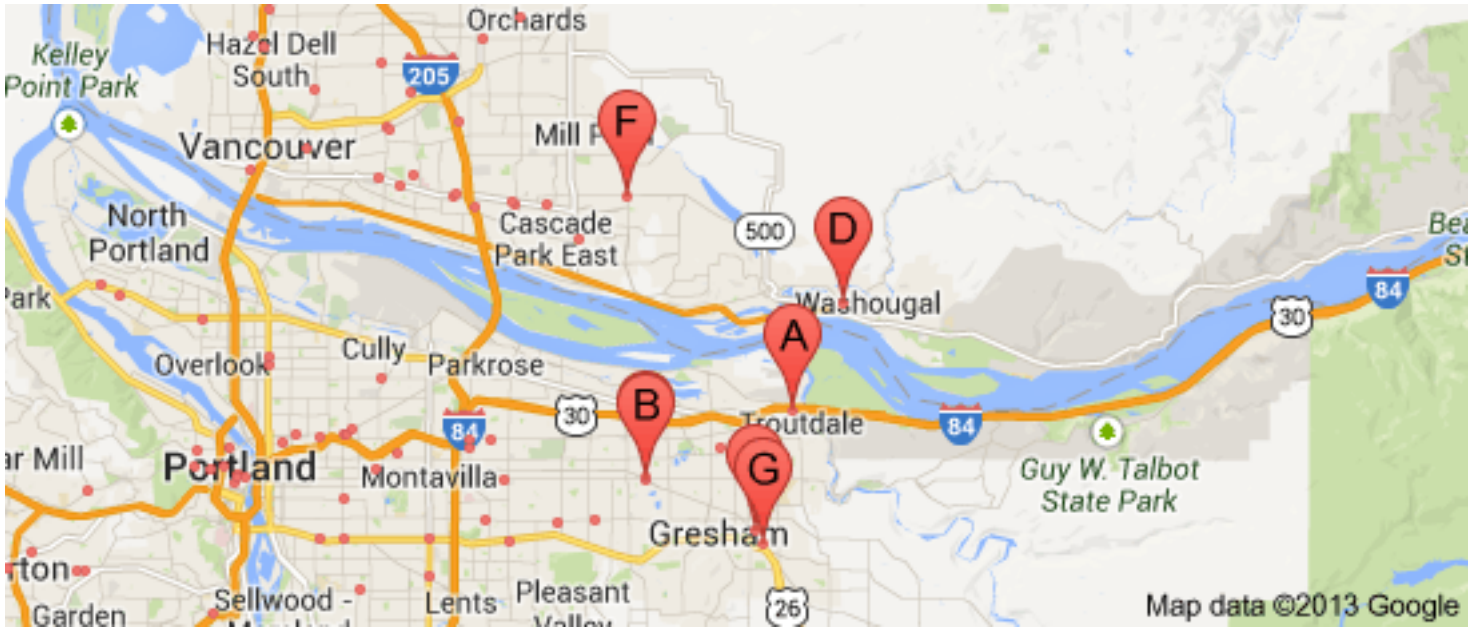 Orchards
Hazel Dell
South
Kelley
Point Park
205
F
Mill
Vancouver
North
Portland
Cascade
Park East
500
D
Washougal
84
30
Park
A
Overlook
Cully
Parkrose
B
30
84
Troutdale
84
Portland
Montavilla
G
Guy W. Talbot
State Park
Gresham
Sellwood -
Garden
Lents
Pleasant
Valley
26
Map data ©2013 Google